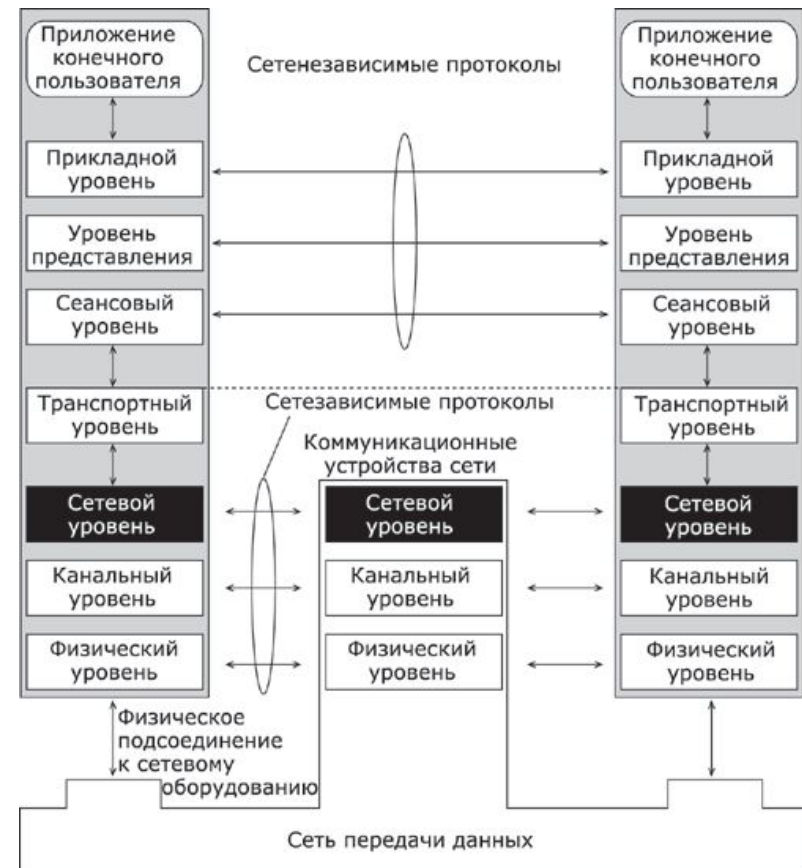 Приложение
конечного
пользователя
Сетенезависимые протоколы
Приложение
конечного
пользователя
Прикладной
уровень
Прикладной
уровень
Уровень
представления
Уровень
представления
Сеансовый
уровень
Сеансовый
уровень
Транспортный
уровень
Сетезависимые протоколы
Транспортный
уровень
Коммуникационные
устройства сети
Сетевой
уровень
Сетевой
уровень
Сетевой
уровень
Канальный
уровень
Канальный
уровень
Канальный
уровень
Физический
уровень
Физический
уровень
Физический
уровень
Физическое
подсоединение
к сетевому
оборудованию
Сеть передачи данных